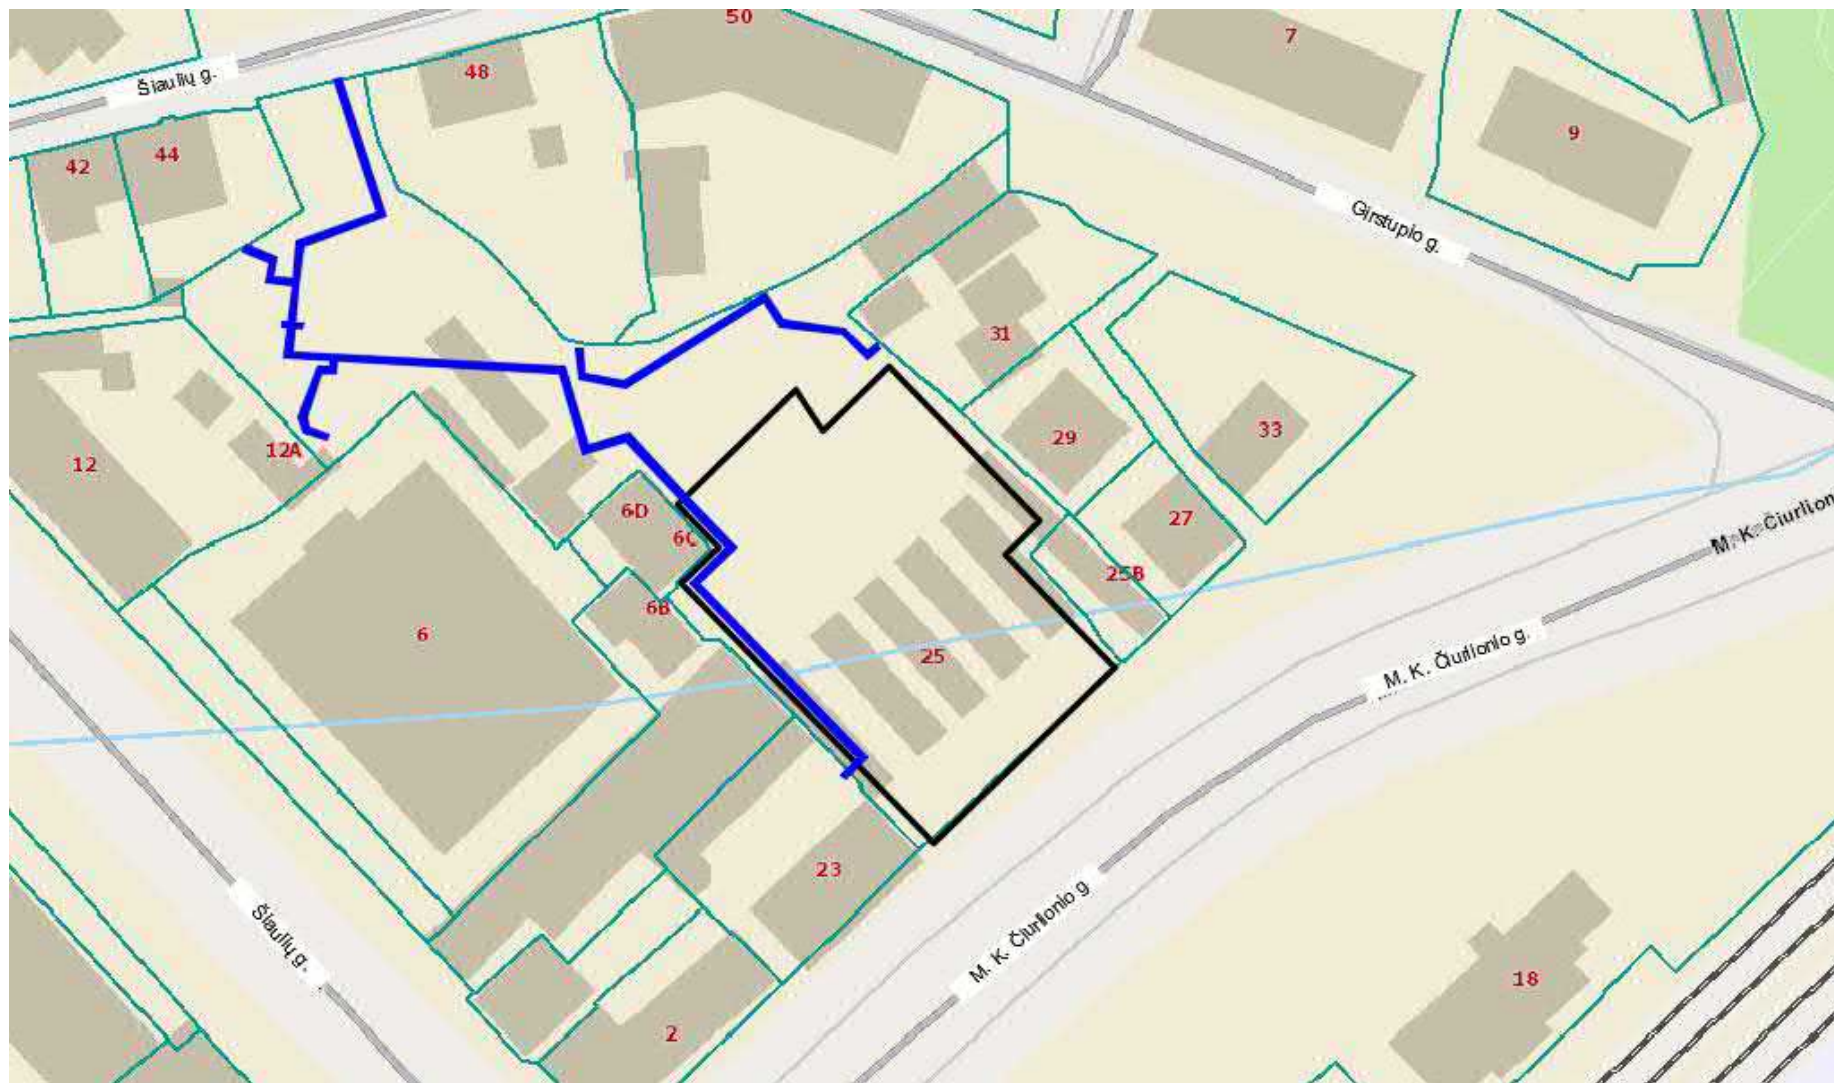 50
7
48
Šiaulių g.
9
44
42
Girstupio g.
31
33
29
12A
12
6D
27
6C
M. K. Čiurlion
25B
6B
6
25
M. K. Čiurlionio g.
23
M. K. Čiurlionio g
Šiaulių g.
18
2